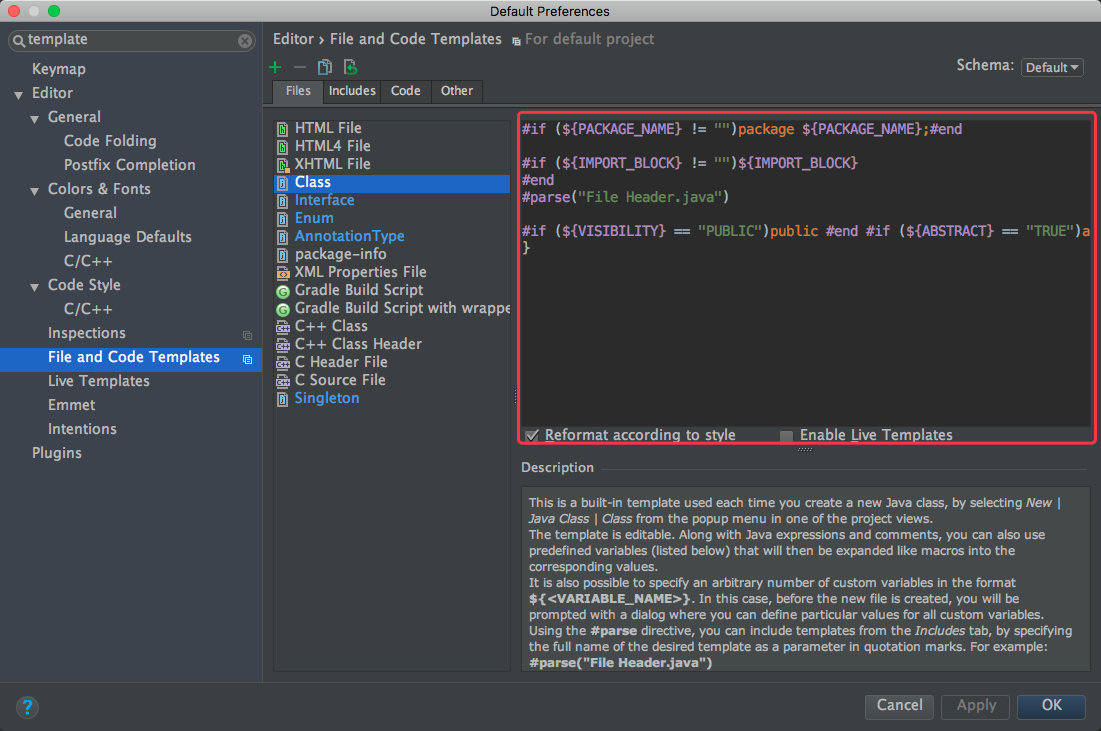 Default Preferences
template
Keymap
Editor
General
Code Folding
Postfix Completion
Colors & Fonts
General
Language Defaults
C/C++
Code Style
C/C++
Inspections
File and Code Templates
Live Templates
Emmet
Intentions
Plugins
Editor › File and Code Templates For default project
Schema: Default
Files Includes Code Other
HTML File
HTML4 File
XHTML File
Class
Interface
Enum
AnnotationType
package-info
XML Properties File
Gradle Build Script
Gradle Build Script with wrappe
C++ Class
C++ Class Header
C Header File
C Source File
Singleton
#if (${PACKAGE_NAME} != "")package ${PACKAGE_NAME};#end
#if (${IMPORT_BLOCK} != "")${IMPORT_BLOCK}
#end
#parse("File Header.java")
#if (${VISIBILITY} == "PUBLIC")public #end #if (${ABSTRACT} == "TRUE")a
}
Reformat according to style Enable Live Templates
Description
This is a built-in template used each time you create a new Java class, by selecting New |
Java Class | Class from the popup menu in one of the project views.
The template is editable. Along with Java expressions and comments, you can also use
predefined variables (listed below) that will then be expanded like macros into the
corresponding values.
It is also possible to specify an arbitrary number of custom variables in the format
${<VARIABLE_NAME>}. In this case, before the new file is created, you will be
prompted with a dialog where you can define particular values for all custom variables.
Using the #parse directive, you can include templates from the Includes tab, by specifying
the full name of the desired template as a parameter in quotation marks. For example:
#parse("File Header.java")
? Cancel Apply OK